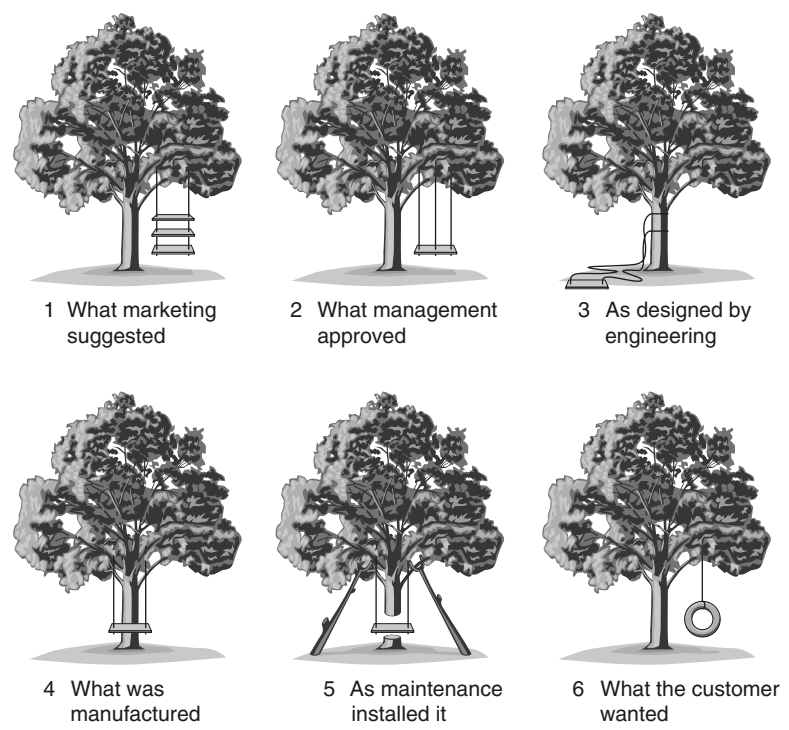 1 What marketing
suggested
2 What management
approved
3 As designed by
engineering
4 What was
manufactured
5 As maintenance
installed it
6 What the customer
wanted